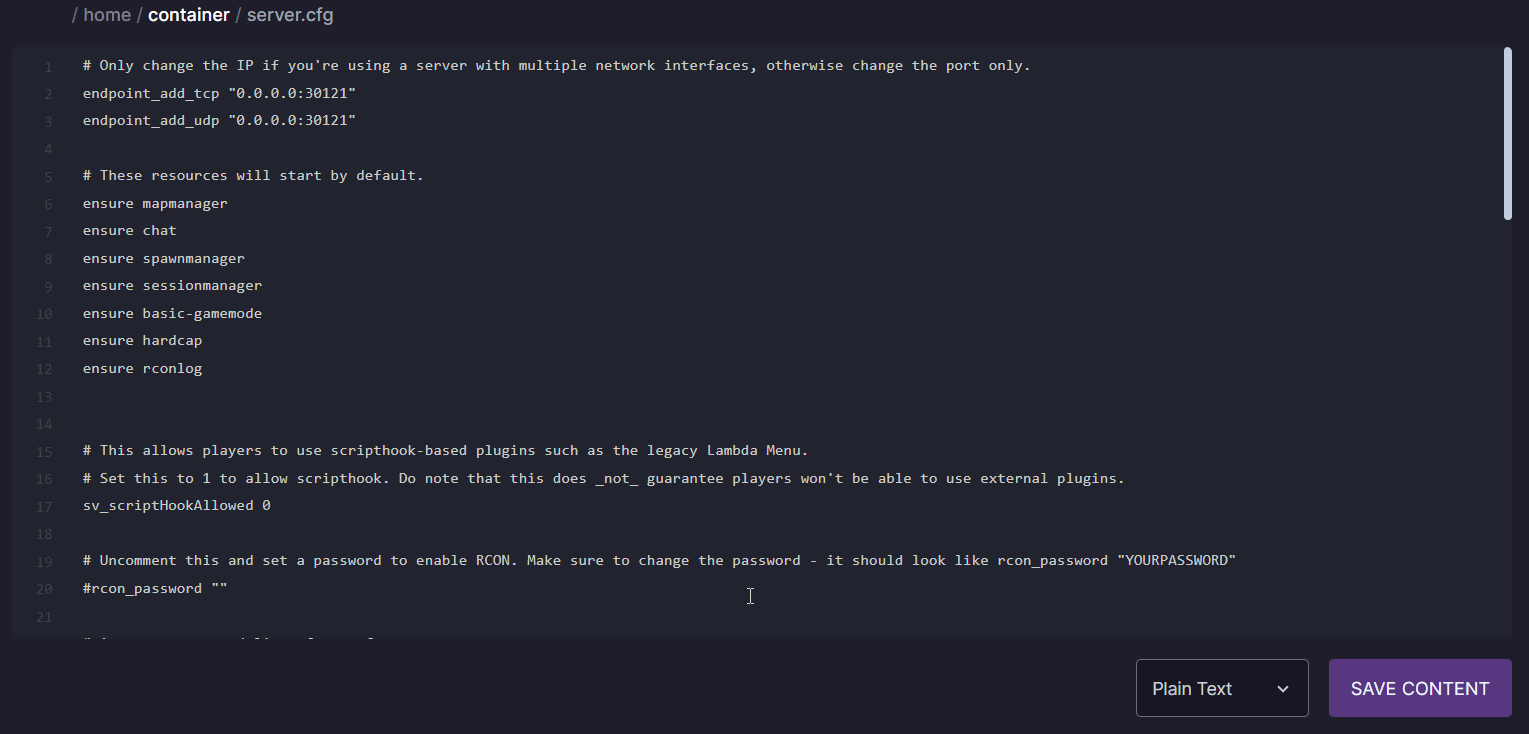 / home / container / server.cfg
1 # Only change the IP if you're using a server with multiple network interfaces, otherwise change the port only.
2 endpoint_add_tcp "0.0.0.0:30121"
3 endpoint_add_udp "0.0.0.0:30121"
4
5 # These resources will start by default.
6 ensure mapmanager
7 ensure chat
8 ensure spawnmanager
9 ensure sessionmanager
10 ensure basic-gamemode
11 ensure hardcap
12 ensure rconlog
13
14
15 # This allows players to use scripthook-based plugins such as the legacy Lambda Menu.
16 # Set this to 1 to allow scripthook. Do note that this does _not_ guarantee players won't be able to use external plugins.
17 sv_scriptHookAllowed 0
18
19 # Uncomment this and set a password to enable RCON. Make sure to change the password - it should look like rcon_password "YOURPASSWORD"
20 #rcon_password ""
21
Plain Text
SAVE CONTENT